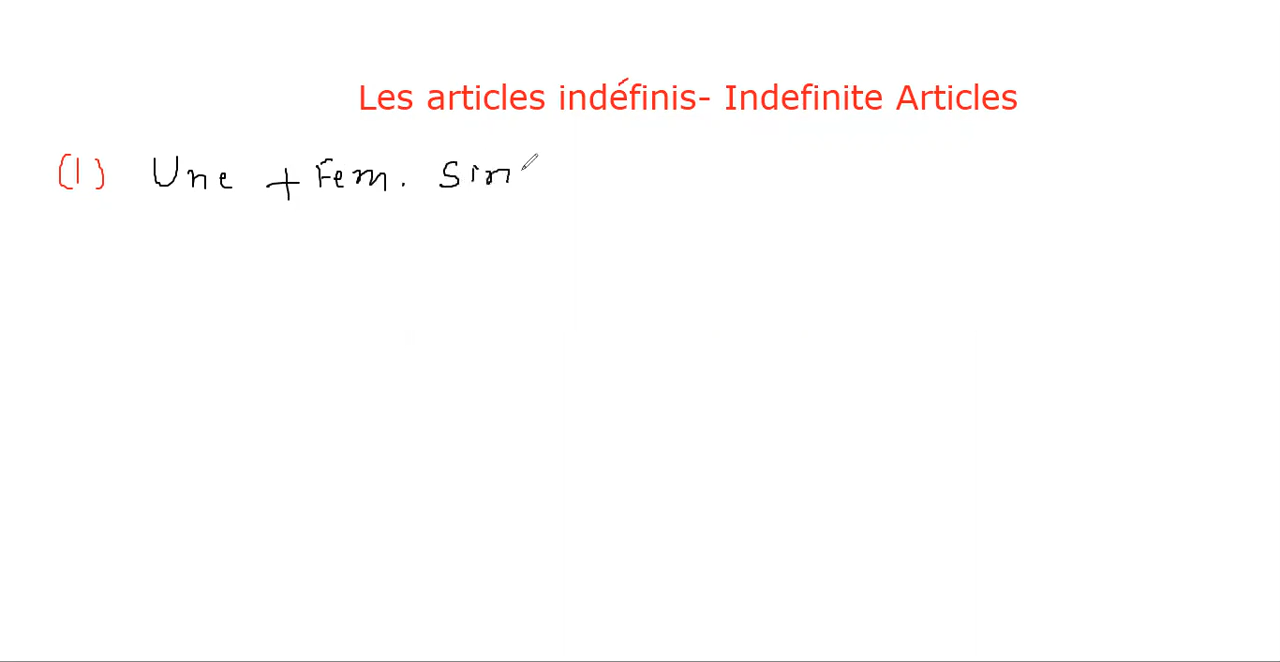 Les articles indéfinis- Indefinite Articles
(1) Une + Fem. Sin